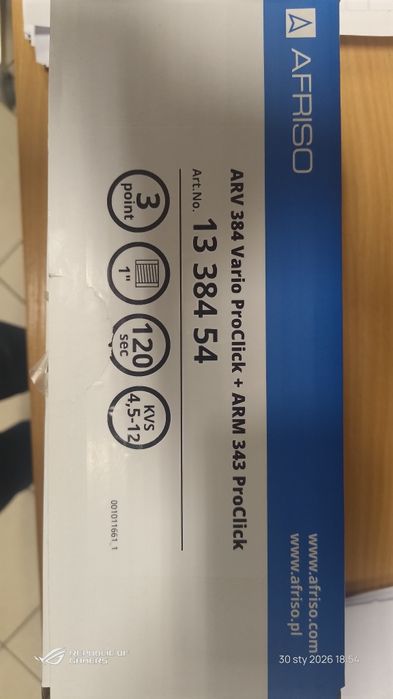 AFRISO
www.afriso.com
www.afriso.pl
ARV 384 Vario ProClick + ARM 343 ProClick
Art.No. 13 384 54
3
point
1"
120
sec
KVS
4,5-12
001011661_1
REPUBLIC OF
GAMERS
30 sty 2026 18:54